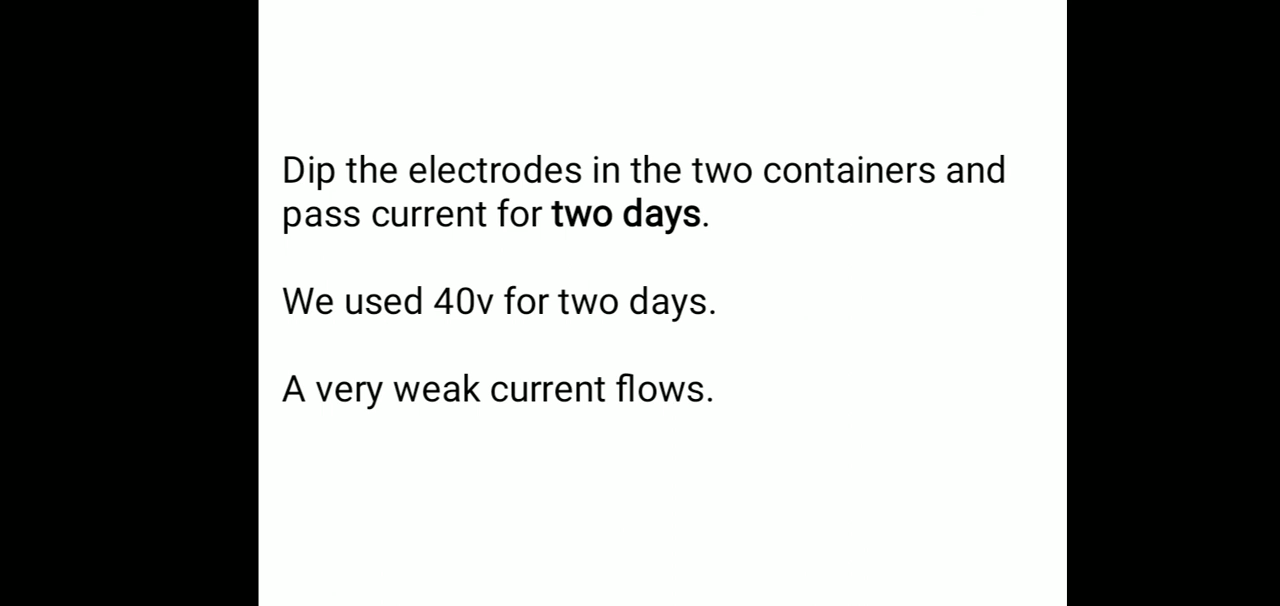 Dip the electrodes in the two containers and
pass current for two days.
We used 40v for two days.
A very weak current flows.